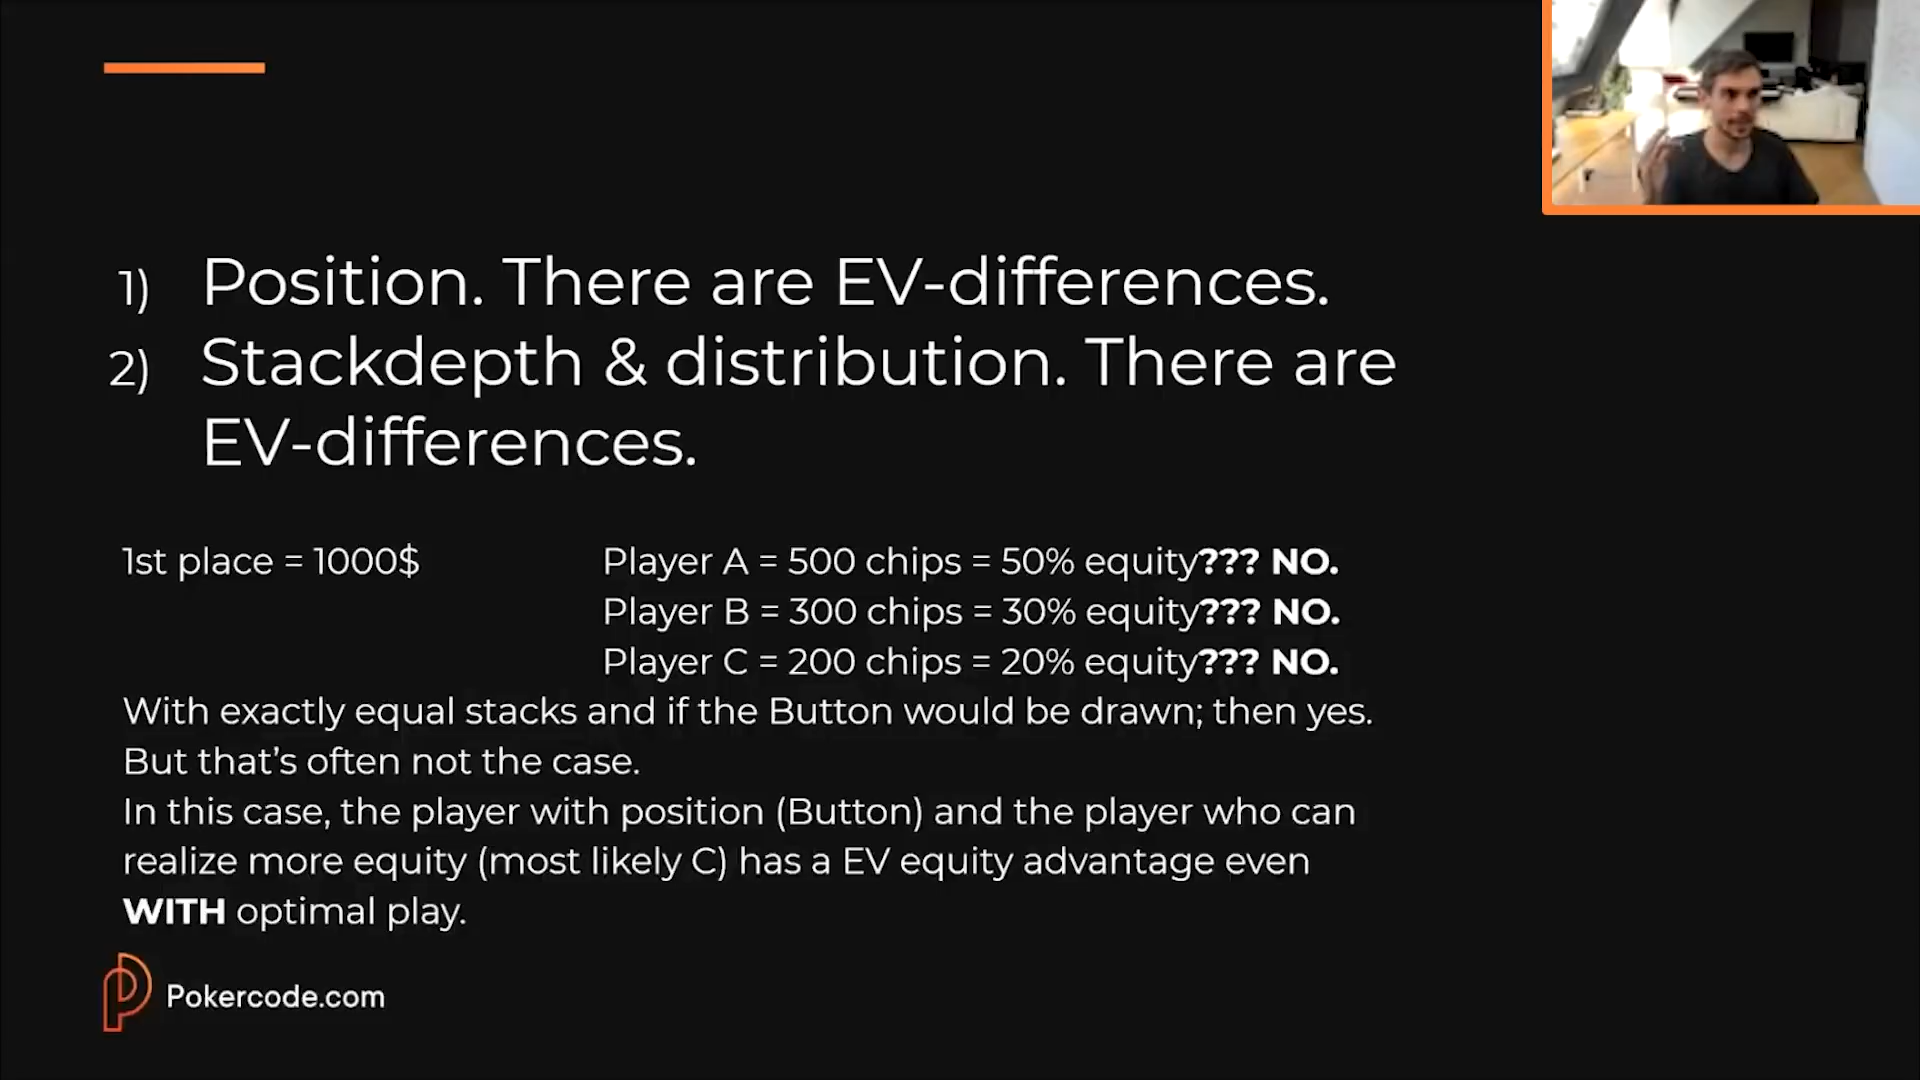 1) Position. There are EV-differences.
2) Stackdepth & distribution. There are
EV-differences.
1st place = 1000$
Player A = 500 chips = 50% equity??? NO.
Player B = 300 chips = 30% equity??? NO.
Player C = 200 chips = 20% equity??? NO.
With exactly equal stacks and if the Button would be drawn; then yes.
But that's often not the case.
In this case, the player with position (Button) and the player who can
realize more equity (most likely C) has a EV equity advantage even
WITH optimal play.
Pokercode.com